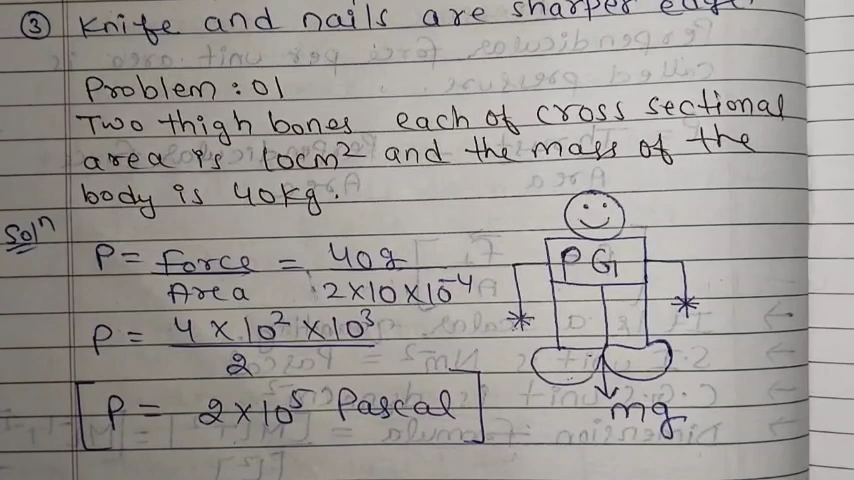 ③ Knife and nails are sharper edge.
Problem : 01
Two thigh bones each of cross sectional
area is 10cm² and the mass of the
body is 40kg.
Solⁿ
P = Force/Area = 40g/2×10×10⁻⁴
P = 4×10²×10³/2
P = 2×10⁵ Pascal
PG
mg